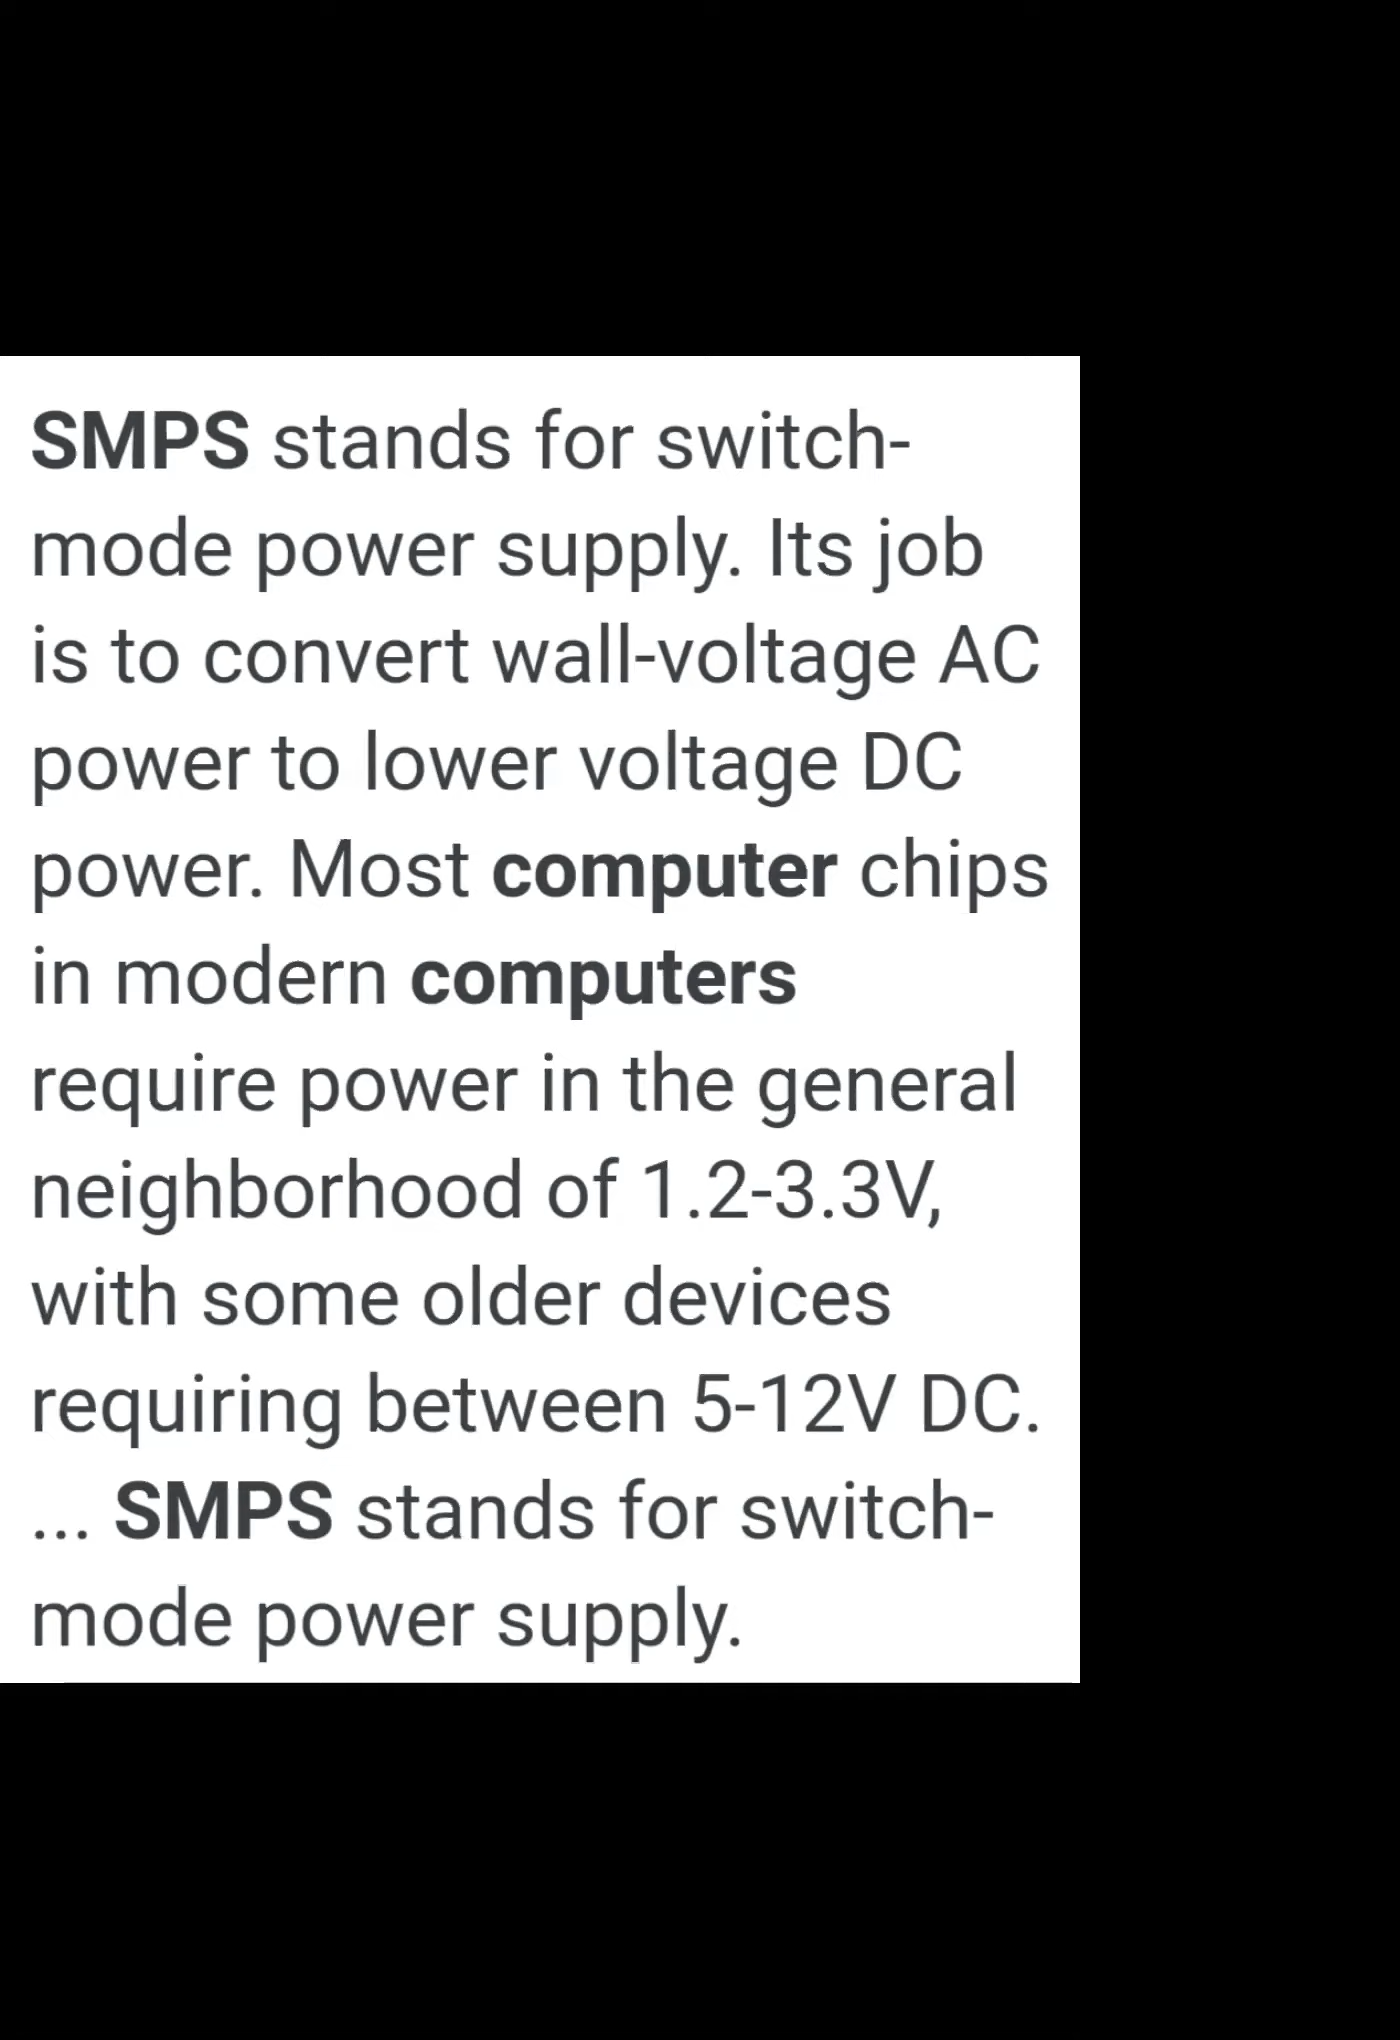 SMPS stands for switch-
mode power supply. Its job
is to convert wall-voltage AC
power to lower voltage DC
power. Most computer chips
in modern computers
require power in the general
neighborhood of 1.2-3.3V,
with some older devices
requiring between 5-12V DC.
... SMPS stands for switch-
mode power supply.